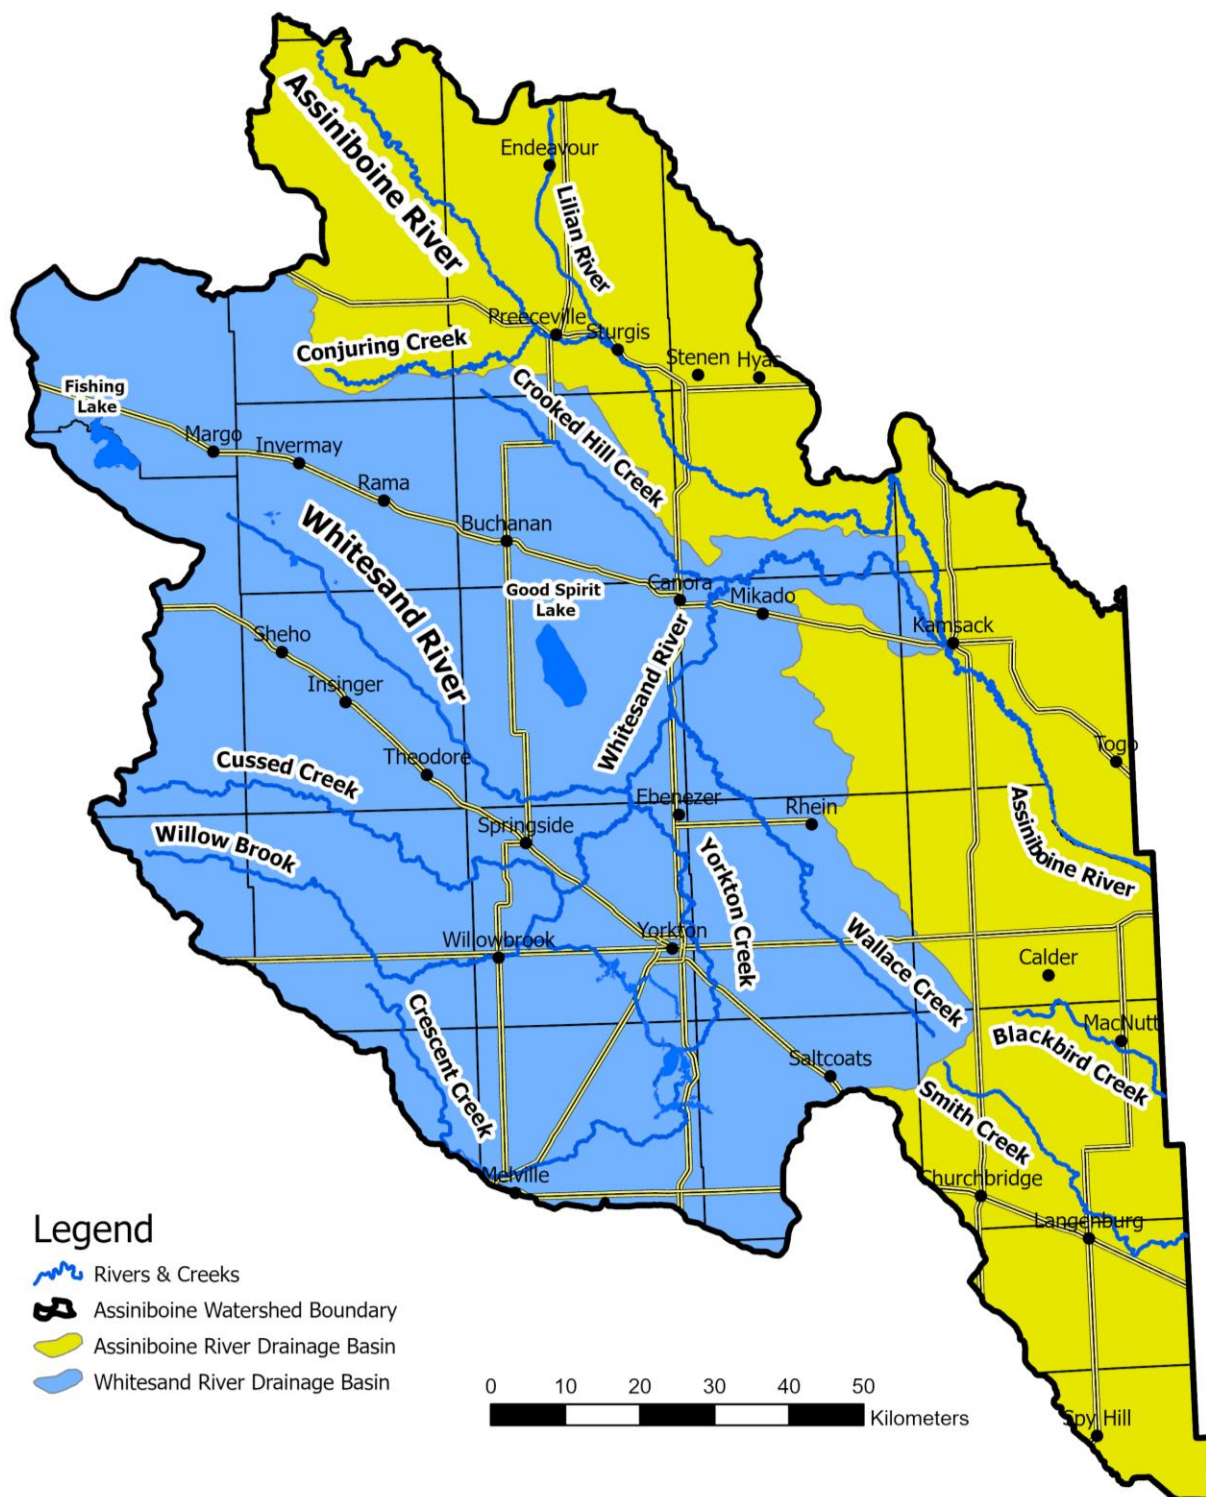 Assiniboine River
Endeavour
Lilian River
Preeceville
Sturgis
Conjuring Creek
Stenen
Hyas
Crooked Hill Creek
Fishing
Lake
Margo
Invermay
Rama
Whitesand River
Buchanan
Good Spirit
Lake
Canora
Mikado
Kamsack
Sheho
Insinger
Whitesand River
Togo
Theodore
Cussed Creek
Ebenezer
Rhein
Assiniboine River
Springside
Willow Brook
Yorkton Creek
Willowbrook
Yorkton
Wallace Creek
Calder
Crescent Creek
MacNutt
Blackbird Creek
Saltcoats
Smith Creek
Melville
Churchbridge
Langenburg
Spy Hill
Legend
Rivers & Creeks
Assiniboine Watershed Boundary
Assiniboine River Drainage Basin
Whitesand River Drainage Basin
0 10 20 30 40 50
Kilometers